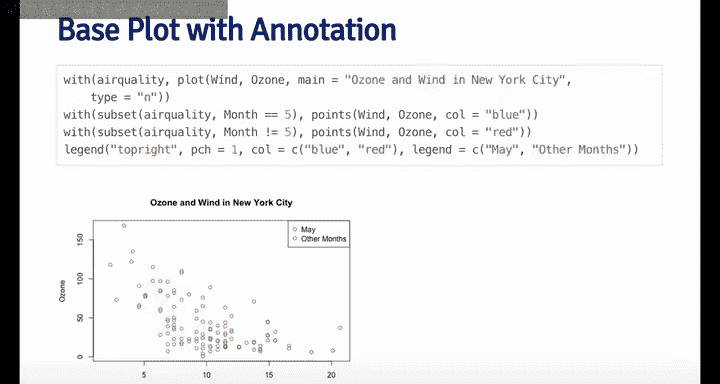 Base Plot with Annotation
with(airquality, plot(Wind, Ozone, main = "Ozone and Wind in New York City",
type = "n"))
with(subset(airquality, Month == 5), points(Wind, Ozone, col = "blue"))
with(subset(airquality, Month != 5), points(Wind, Ozone, col = "red"))
legend("topright", pch = 1, col = c("blue", "red"), legend = c("May", "Other Months"))
Ozone and Wind in New York City
May
Other Months
Ozone
150
100
50
0
5 10 15 20